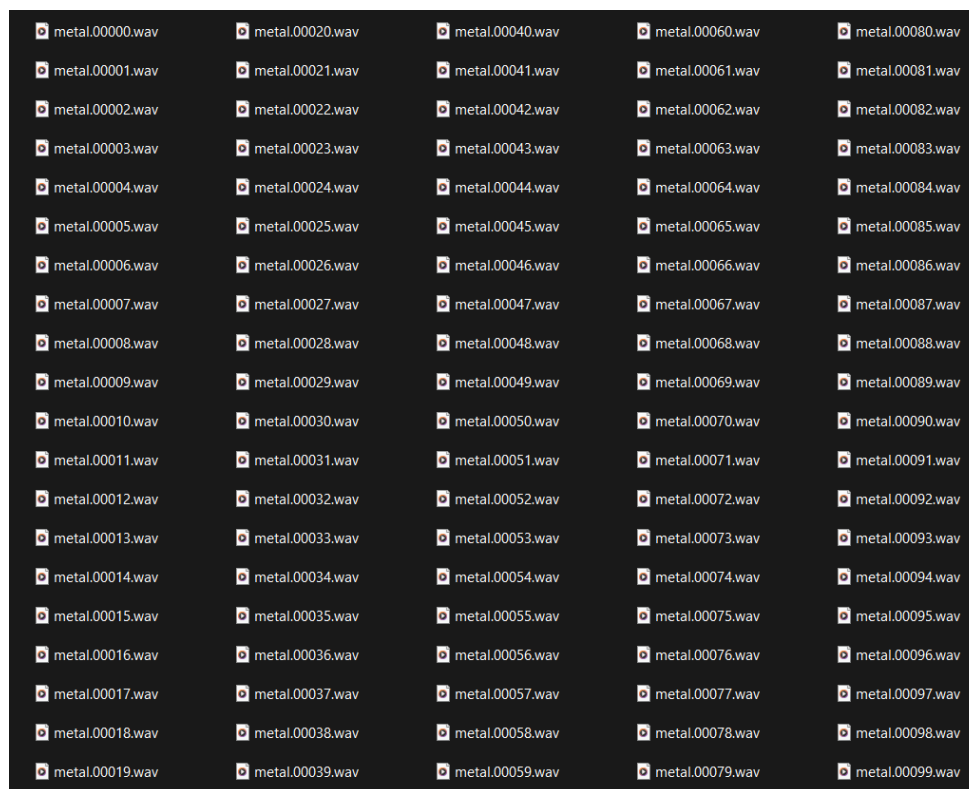 metal.00000.wav
metal.00001.wav
metal.00002.wav
metal.00003.wav
metal.00004.wav
metal.00005.wav
metal.00006.wav
metal.00007.wav
metal.00008.wav
metal.00009.wav
metal.00010.wav
metal.00011.wav
metal.00012.wav
metal.00013.wav
metal.00014.wav
metal.00015.wav
metal.00016.wav
metal.00017.wav
metal.00018.wav
metal.00019.wav
metal.00020.wav
metal.00021.wav
metal.00022.wav
metal.00023.wav
metal.00024.wav
metal.00025.wav
metal.00026.wav
metal.00027.wav
metal.00028.wav
metal.00029.wav
metal.00030.wav
metal.00031.wav
metal.00032.wav
metal.00033.wav
metal.00034.wav
metal.00035.wav
metal.00036.wav
metal.00037.wav
metal.00038.wav
metal.00039.wav
metal.00040.wav
metal.00041.wav
metal.00042.wav
metal.00043.wav
metal.00044.wav
metal.00045.wav
metal.00046.wav
metal.00047.wav
metal.00048.wav
metal.00049.wav
metal.00050.wav
metal.00051.wav
metal.00052.wav
metal.00053.wav
metal.00054.wav
metal.00055.wav
metal.00056.wav
metal.00057.wav
metal.00058.wav
metal.00059.wav
metal.00060.wav
metal.00061.wav
metal.00062.wav
metal.00063.wav
metal.00064.wav
metal.00065.wav
metal.00066.wav
metal.00067.wav
metal.00068.wav
metal.00069.wav
metal.00070.wav
metal.00071.wav
metal.00072.wav
metal.00073.wav
metal.00074.wav
metal.00075.wav
metal.00076.wav
metal.00077.wav
metal.00078.wav
metal.00079.wav
metal.00080.wav
metal.00081.wav
metal.00082.wav
metal.00083.wav
metal.00084.wav
metal.00085.wav
metal.00086.wav
metal.00087.wav
metal.00088.wav
metal.00089.wav
metal.00090.wav
metal.00091.wav
metal.00092.wav
metal.00093.wav
metal.00094.wav
metal.00095.wav
metal.00096.wav
metal.00097.wav
metal.00098.wav
metal.00099.wav